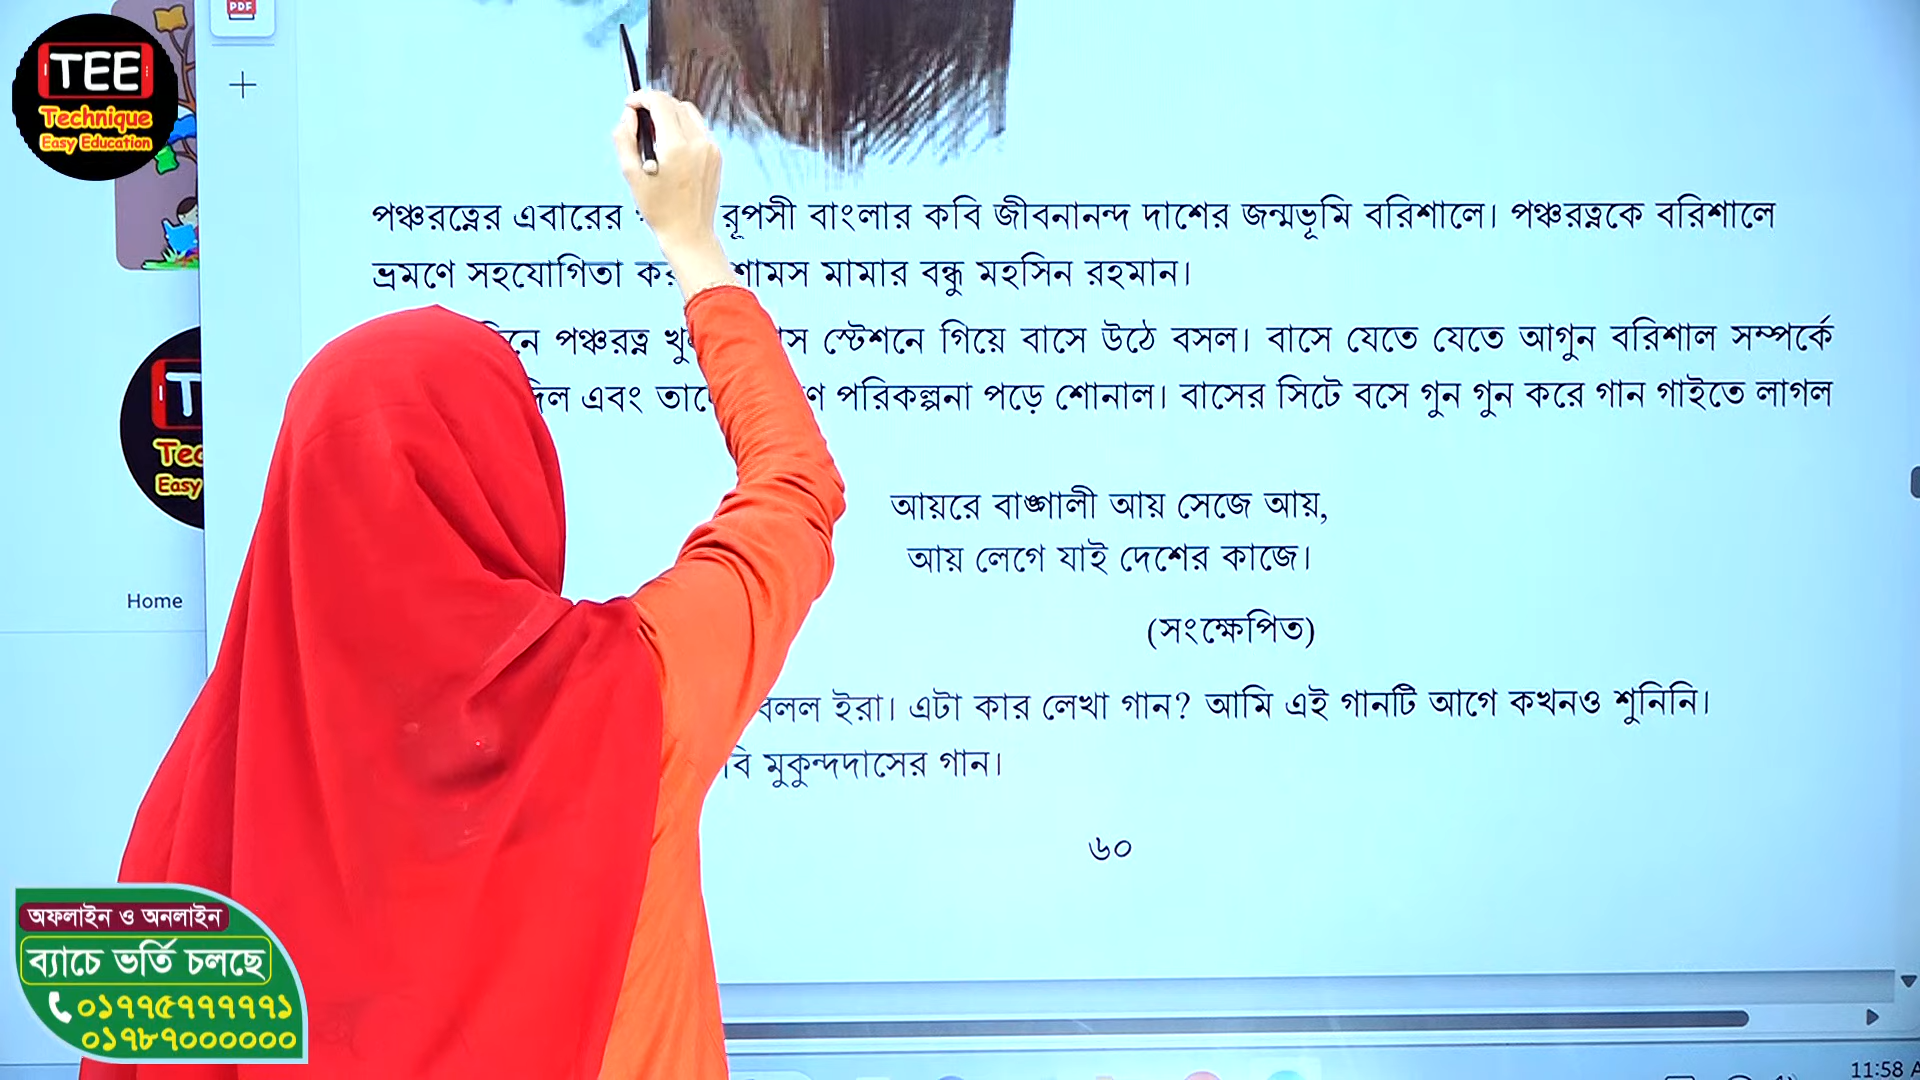 PDF
TEE
Technique
Easy Education
পঞ্চরত্নের এবারের রূপসী বাংলার কবি জীবনানন্দ দাশের জন্মভূমি বরিশালে। পঞ্চরত্নকে বরিশালে
ভ্রমণে সহযোগিতা শামস মামার বন্ধু মহসিন রহমান।
পঞ্চরত্ন স্টেশনে গিয়ে বাসে উঠে বসল। বাসে যেতে যেতে আগুন বরিশাল সম্পর্কে
এবং পরিকল্পনা পড়ে শোনাল। বাসের সিটে বসে গুন গুন করে গান গাইতে লাগল
আয়রে বাঙ্গালী আয় সেজে আয়,
আয় লেগে যাই দেশের কাজে।
(সংক্ষেপিত)
বলল ইরা। এটা কার লেখা গান? আমি এই গানটি আগে কখনও শুনিনি।
মুকুন্দদাসের গান।
৬০
Home
অফলাইন ও অনলাইন
ব্যাচে ভর্তি চলছে
০১৭৭৫৭৭৭৭৭১
০১৭৮৭০০০০০০
11:58